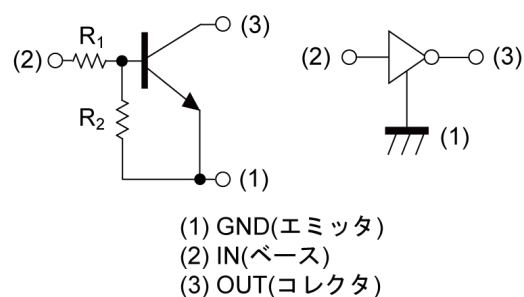 R1
(2)
(3)
R2
(1)
(2)
(3)
(1)
(1) GND(エミッタ)
(2) IN(ベース)
(3) OUT(コレクタ)